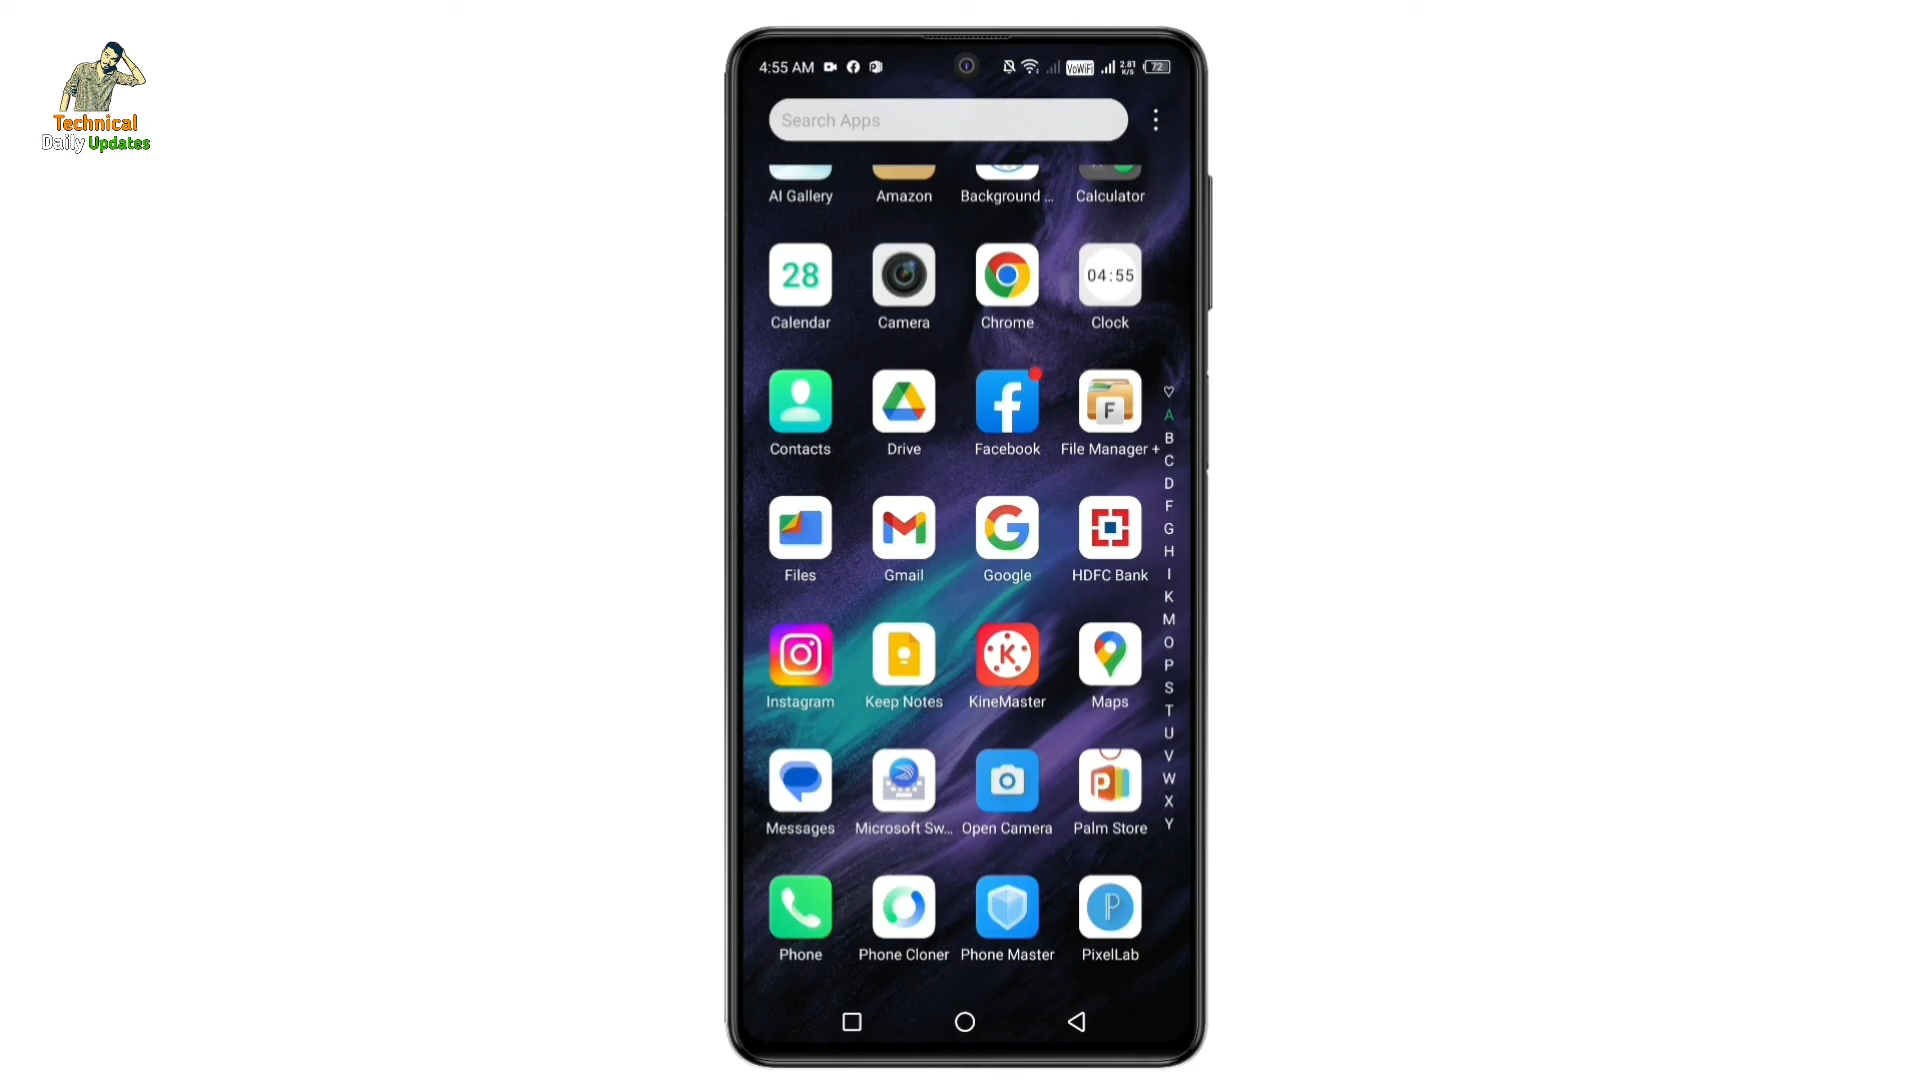 Technical
Daily Updates
4:55 AM VoWiFi 2.81 K/S 72
Search Apps
AI Gallery Amazon Background ... Calculator
28 04:55
Calendar Camera Chrome Clock
F
Contacts Drive Facebook File Manager +
Files Gmail Google HDFC Bank
K
Instagram Keep Notes KineMaster Maps
P
Messages Microsoft Sw... Open Camera Palm Store
P
Phone Phone Cloner Phone Master PixelLab
A
B
C
D
F
G
H
I
K
M
O
P
S
T
U
V
W
X
Y